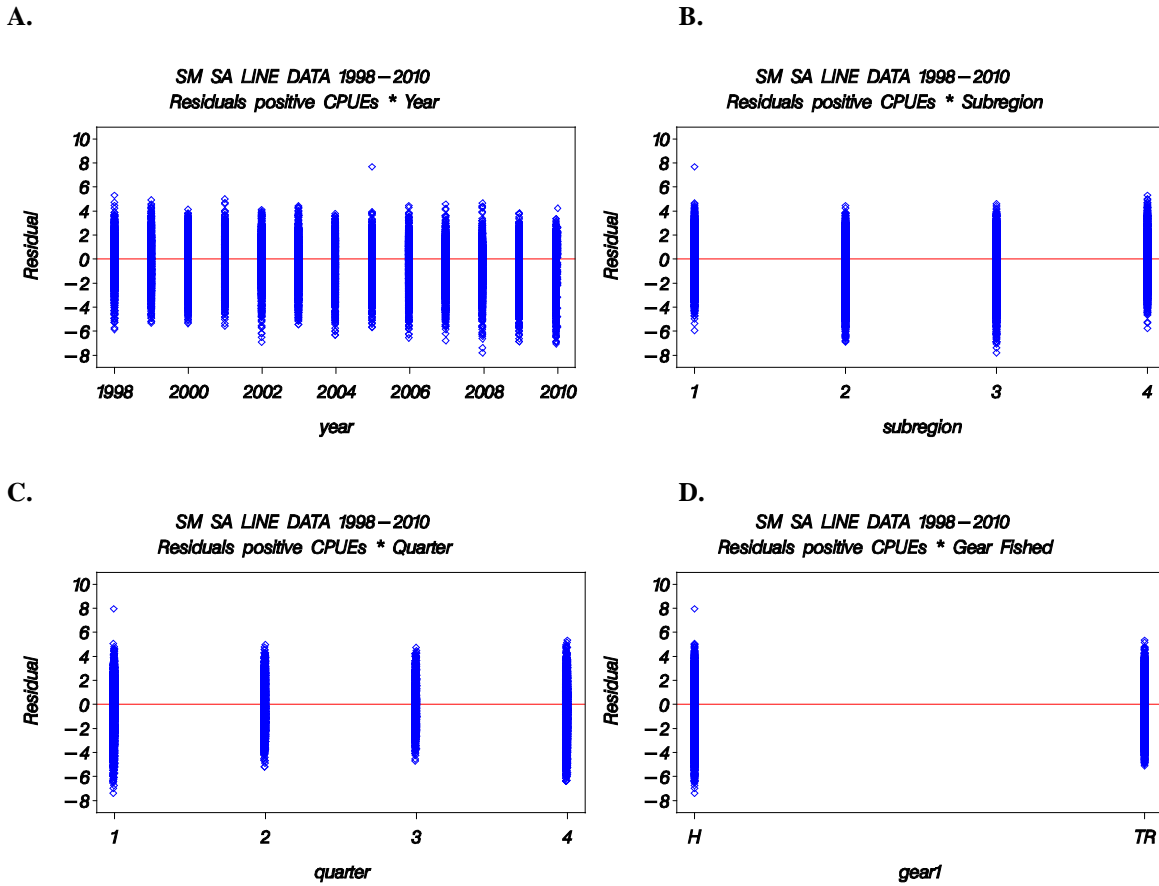 A.
SM SA LINE DATA 1998−2010
Residuals positive CPUEs * Year
Residual
10
8
6
4
2
0
−2
−4
−6
−8
1998 2000 2002 2004 2006 2008 2010
year
B.
SM SA LINE DATA 1998−2010
Residuals positive CPUEs * Subregion
Residual
10
8
6
4
2
0
−2
−4
−6
−8
1 2 3 4
subregion
C.
SM SA LINE DATA 1998−2010
Residuals positive CPUEs * Quarter
Residual
10
8
6
4
2
0
−2
−4
−6
−8
1 2 3 4
quarter
D.
SM SA LINE DATA 1998−2010
Residuals positive CPUEs * Gear Fished
Residual
10
8
6
4
2
0
−2
−4
−6
−8
H TR
gear1